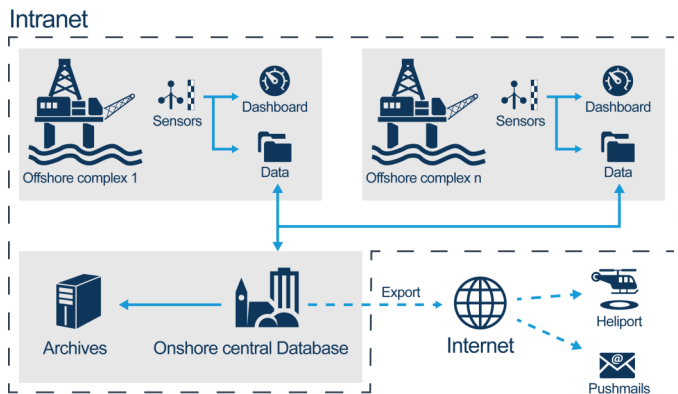 Intranet
Sensors
Dashboard
Data
Offshore complex 1
Sensors
Dashboard
Data
Offshore complex n
Archives
Onshore central Database
Export
Internet
@
Heliport
Pushmails